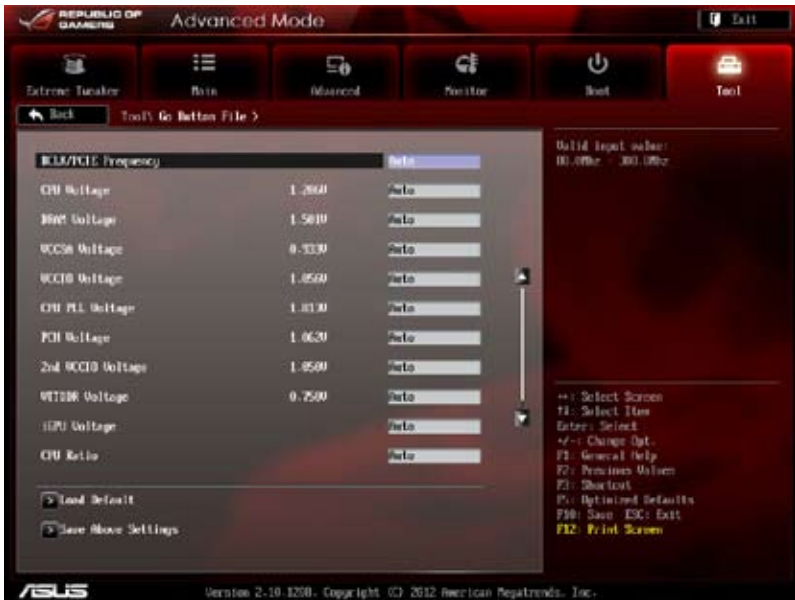 REPUBLIC OF GAMERS
Advanced Mode
Exit
Extreme Tweaker
Main
Advanced
Monitor
Boot
Tool
Back
Tool\ Go Button File >
BCLK/PCIE Frequency Auto
CPU Voltage 1.286V Auto
DRAM Voltage 1.501V Auto
VCCSA Voltage 0.933V Auto
VCCIO Voltage 1.056V Auto
CPU PLL Voltage 1.813V Auto
PCH Voltage 1.062V Auto
2nd VCCIO Voltage 1.050V Auto
VTTDDR Voltage 0.750V Auto
iGPU Voltage Auto
CPU Ratio Auto
> Load Default
> Save Above Settings
Valid input value:
80.0Mhz - 300.0Mhz
: Select Screen
: Select Item
Enter: Select
+/-: Change Opt.
F1: General Help
F2: Previous Values
F3: Shortcut
F5: Optimized Defaults
F10: Save ESC: Exit
F12: Print Screen
ASUS
Version 2.10.1208. Copyright (C) 2012 American Megatrends, Inc.